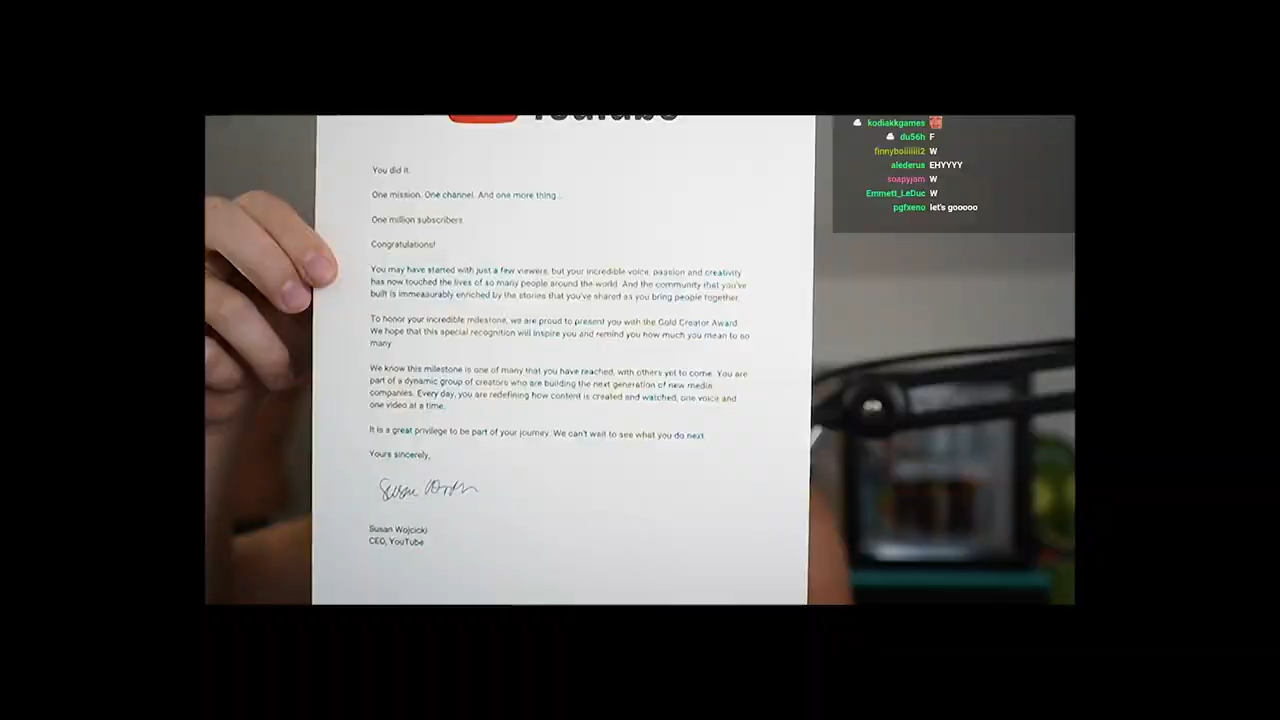 YouTube
You did it.
One mission. One channel. And one more thing...
One million subscribers.
Congratulations!
You may have started with just a few viewers, but your incredible voice, passion and creativity
has now touched the lives of so many people around the world. And the community that you've
built is immeasurably enriched by the stories that you've shared as you bring people together.
To honor your incredible milestone, we are proud to present you with the Gold Creator Award.
We hope that this special recognition will inspire you and remind you how much you mean to so
many.
We know this milestone is one of many that you have reached, with others yet to come. You are
part of a dynamic group of creators who are building the next generation of new media
companies. Every day, you are redefining how content is created and watched, one voice and
one video at a time.
It is a great privilege to be part of your journey. We can't wait to see what you do next.
Yours sincerely,
Susan Wojcicki
CEO, YouTube
kodiakkgames
du56h F
finnyboiiiiiii2 W
alederus EHYYYY
soapyjam W
Emmett_LeDuc W
pgfxeno let's gooooo